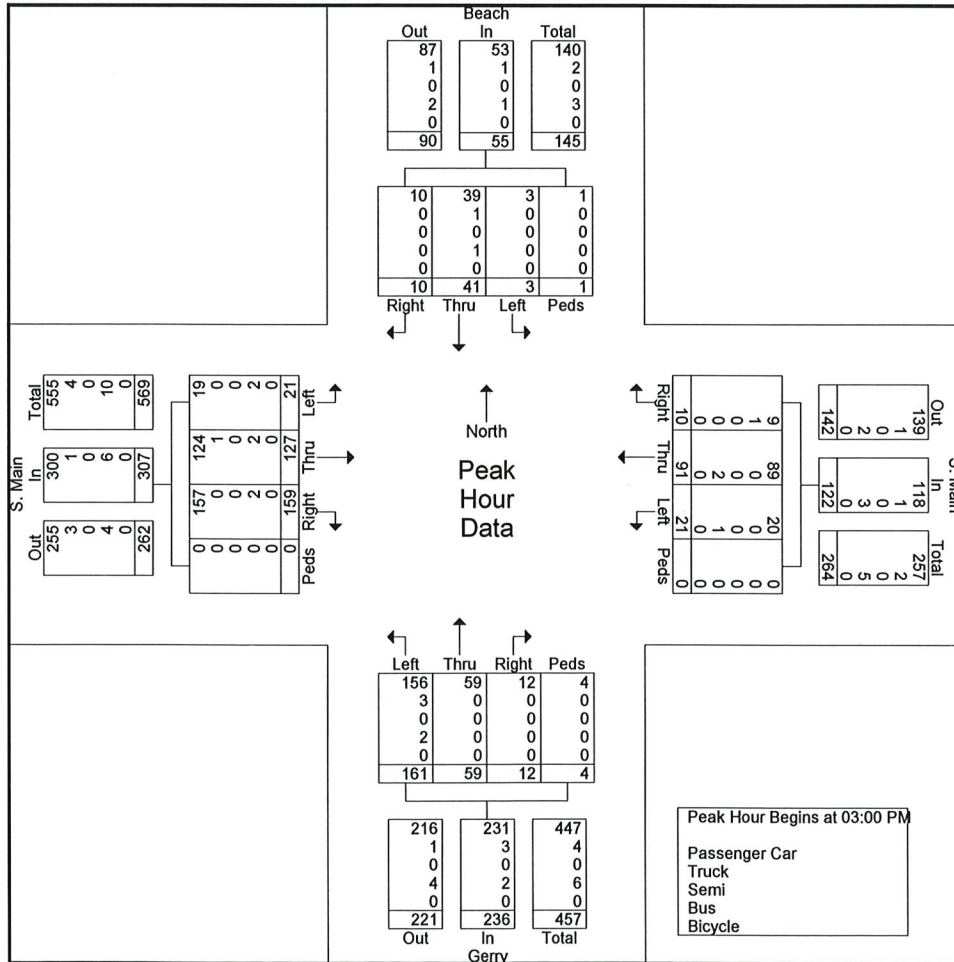 Beach
Out In Total
87 53 140
1 1 2
0 0 0
2 1 3
0 0 0
90 55 145
10 39 3 1
0 1 0 0
0 0 0 0
0 1 0 0
0 0 0 0
10 41 3 1
Right Thru Left Peds
S. Main
Total 555 4 0 10 0 569
In 300 1 0 6 0 307
Out 255 3 0 4 0 262
19 0 0 2 0 21 Left
124 1 0 2 0 127 Thru
157 0 0 2 0 159 Right
0 0 0 0 0 0 Peds
North
Peak
Hour
Data
Right 10 0 0 0 1 9
Thru 91 0 2 0 0 89
Left 21 0 1 0 0 20
Peds 0 0 0 0 0 0
S. Main
Out 142 0 2 0 1 139
In 122 0 3 0 1 118
Total 264 0 5 0 2 257
Left Thru Right Peds
156 59 12 4
3 0 0 0
0 0 0 0
2 0 0 0
0 0 0 0
161 59 12 4
216 231 447
1 3 4
0 0 0
4 2 6
0 0 0
221 236 457
Out In Total
Gerry
Peak Hour Begins at 03:00 PM
Passenger Car
Truck
Semi
Bus
Bicycle